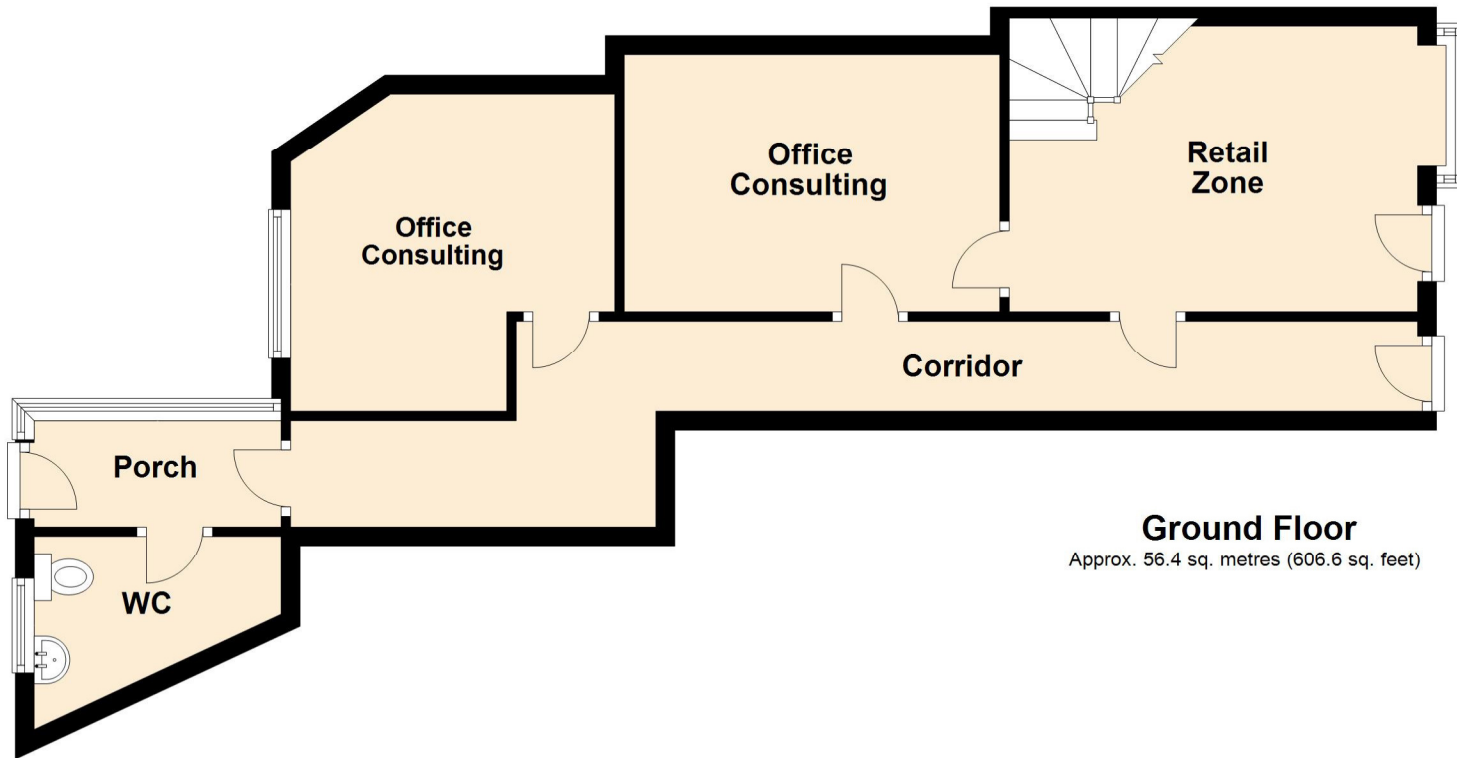 Office
Consulting
Office
Consulting
Retail
Zone
Corridor
Porch
WC
Ground Floor
Approx. 56.4 sq. metres (606.6 sq. feet)